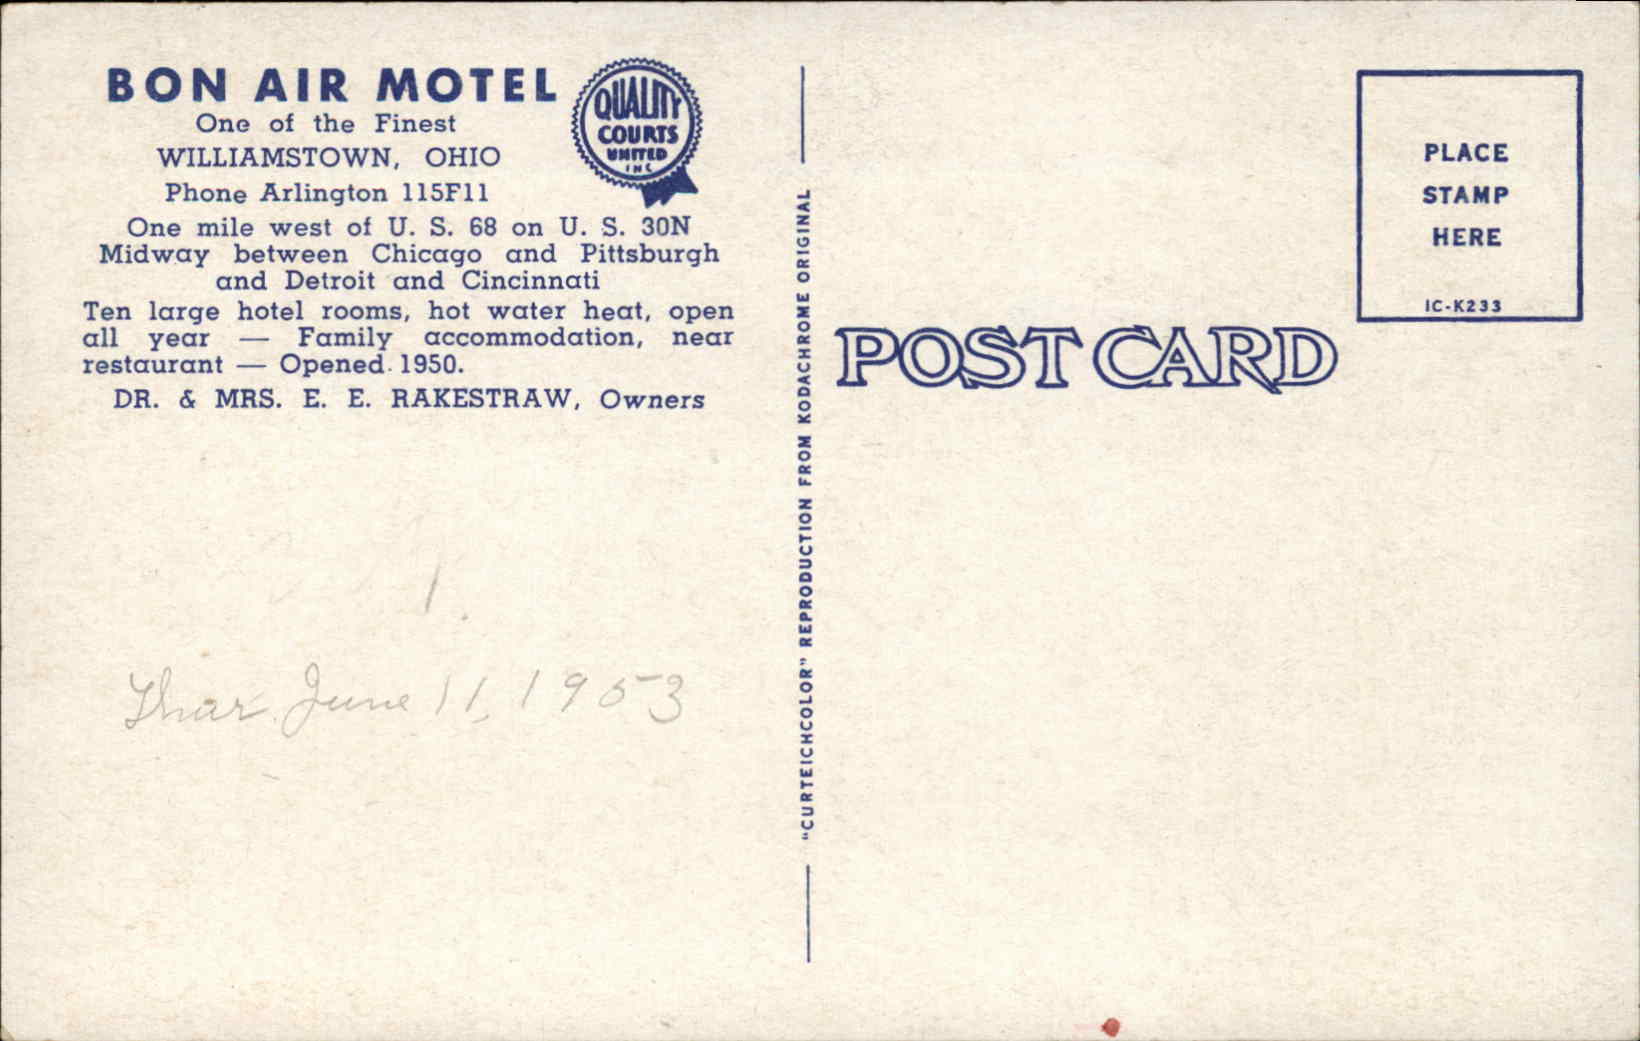 BON AIR MOTEL
One of the Finest
WILLIAMSTOWN, OHIO
Phone Arlington 115F11
QUALITY
COURTS
UNITED
INC
One mile west of U. S. 68 on U. S. 30N
Midway between Chicago and Pittsburgh
and Detroit and Cincinnati
Ten large hotel rooms, hot water heat, open
all year — Family accommodation, near
restaurant — Opened 1950.
DR. & MRS. E. E. RAKESTRAW, Owners
June 11, 1953
"CURTEICHCOLOR" REPRODUCTION FROM KODACHROME ORIGINAL
POST CARD
PLACE
STAMP
HERE
1C-K233